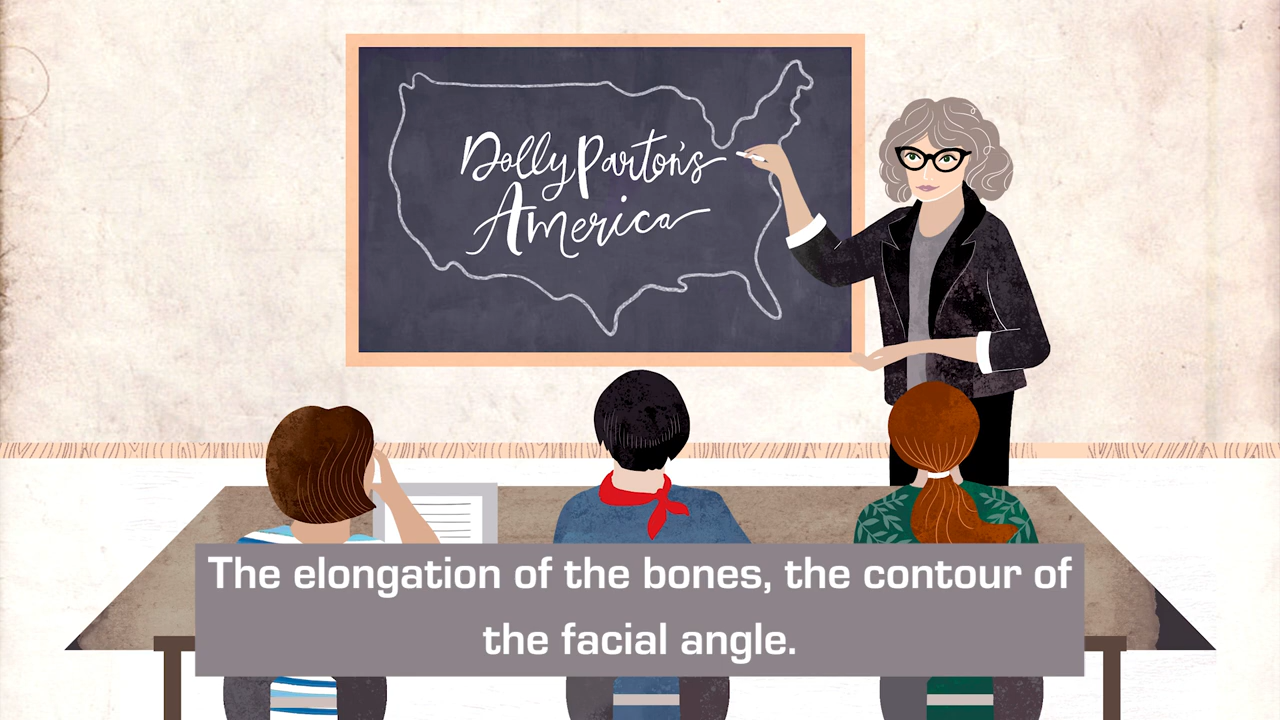 Dolly Parton's
America
The elongation of the bones, the contour of
the facial angle.